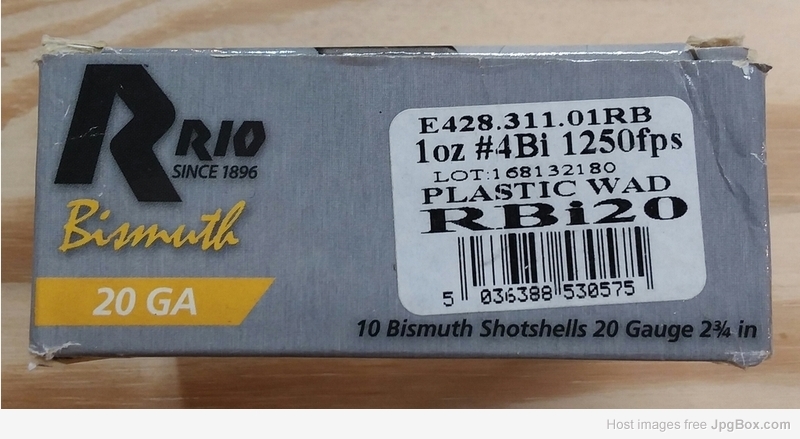 R RIO
SINCE 1896
Bismuth
20 GA
E428.311.01RB
1oz #4Bi 1250fps
LOT:168132180
PLASTIC WAD
RBi20
5 036388 530575
10 Bismuth Shotshells 20 Gauge 2¾ in
Host images free JpgBox.com